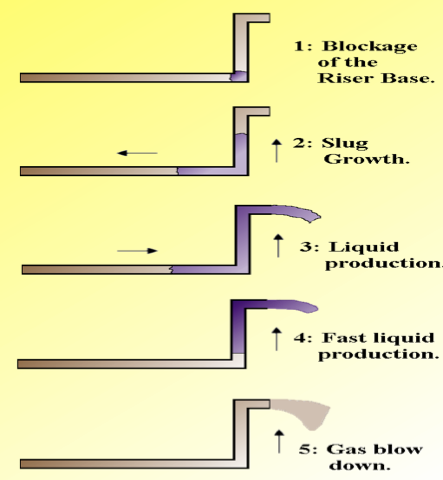 1: Blockage
of the
Riser Base.
2: Slug
Growth.
3: Liquid
production.
4: Fast liquid
production.
5: Gas blow
down.